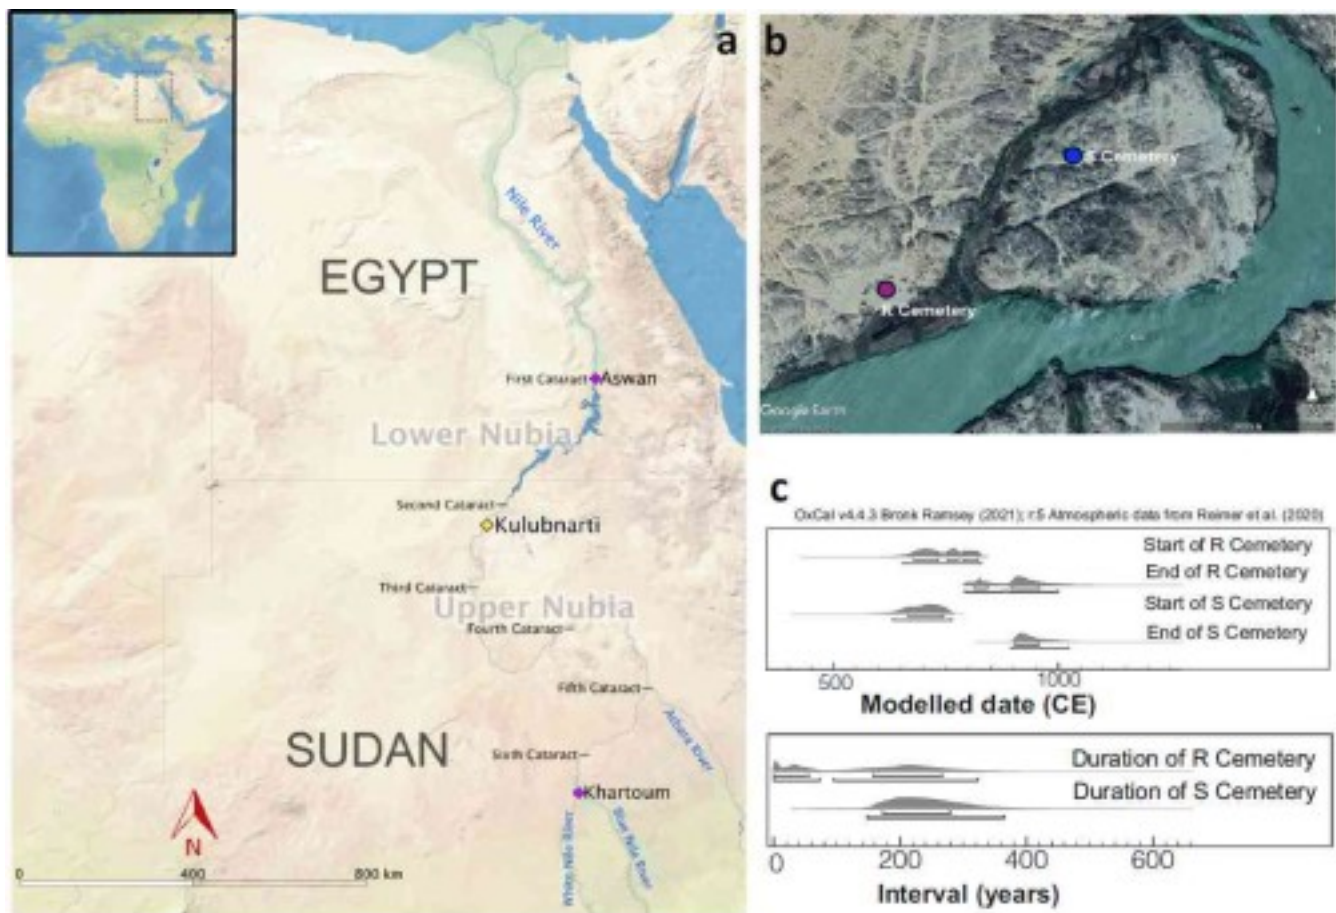 a
Nile River
EGYPT
First Cataract
Aswan
Lower Nubia
Second Cataract
Kulubnarti
Third Cataract
Upper Nubia
Fourth Cataract
Fifth Cataract
Atbara River
SUDAN
Sixth Cataract
Khartoum
White Nile River
Blue Nile River
N
0 400 800 km
b
S Cemetery
R Cemetery
Google Earth
c
OxCal v4.4.3 Bronk Ramsey (2021); r:5 Atmospheric data from Reimer et al. (2020)
Start of R Cemetery
End of R Cemetery
Start of S Cemetery
End of S Cemetery
500 1000
Modelled date (CE)
Duration of R Cemetery
Duration of S Cemetery
0 200 400 600
Interval (years)